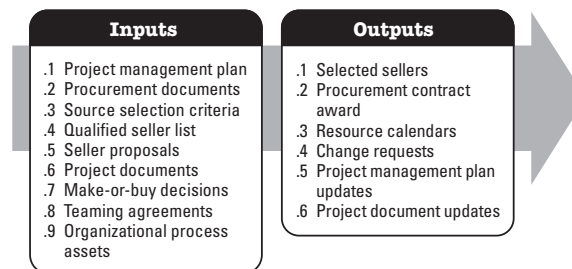 Inputs
.1 Project management plan
.2 Procurement documents
.3 Source selection criteria
.4 Qualified seller list
.5 Seller proposals
.6 Project documents
.7 Make-or-buy decisions
.8 Teaming agreements
.9 Organizational process
assets
Outputs
.1 Selected sellers
.2 Procurement contract
award
.3 Resource calendars
.4 Change requests
.5 Project management plan
updates
.6 Project document updates